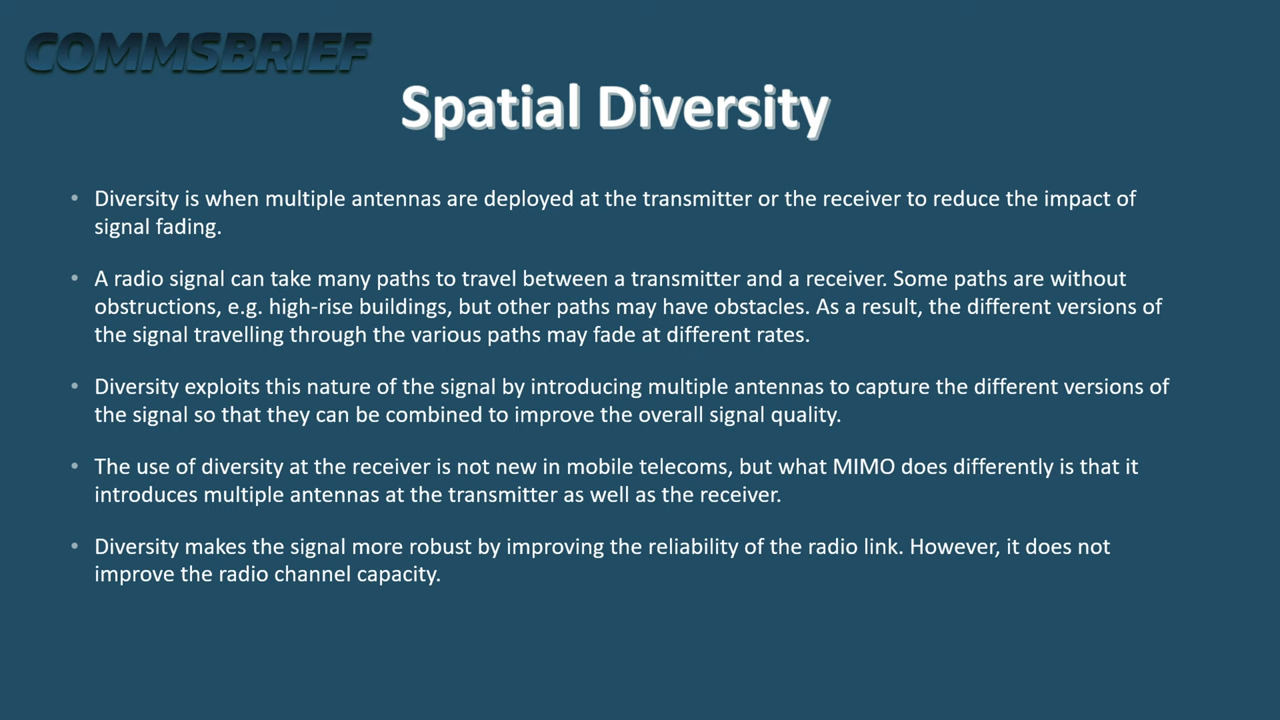 COMMSBRIEF
Spatial Diversity
• Diversity is when multiple antennas are deployed at the transmitter or the receiver to reduce the impact of
signal fading.
• A radio signal can take many paths to travel between a transmitter and a receiver. Some paths are without
obstructions, e.g. high-rise buildings, but other paths may have obstacles. As a result, the different versions of
the signal travelling through the various paths may fade at different rates.
• Diversity exploits this nature of the signal by introducing multiple antennas to capture the different versions of
the signal so that they can be combined to improve the overall signal quality.
• The use of diversity at the receiver is not new in mobile telecoms, but what MIMO does differently is that it
introduces multiple antennas at the transmitter as well as the receiver.
• Diversity makes the signal more robust by improving the reliability of the radio link. However, it does not
improve the radio channel capacity.